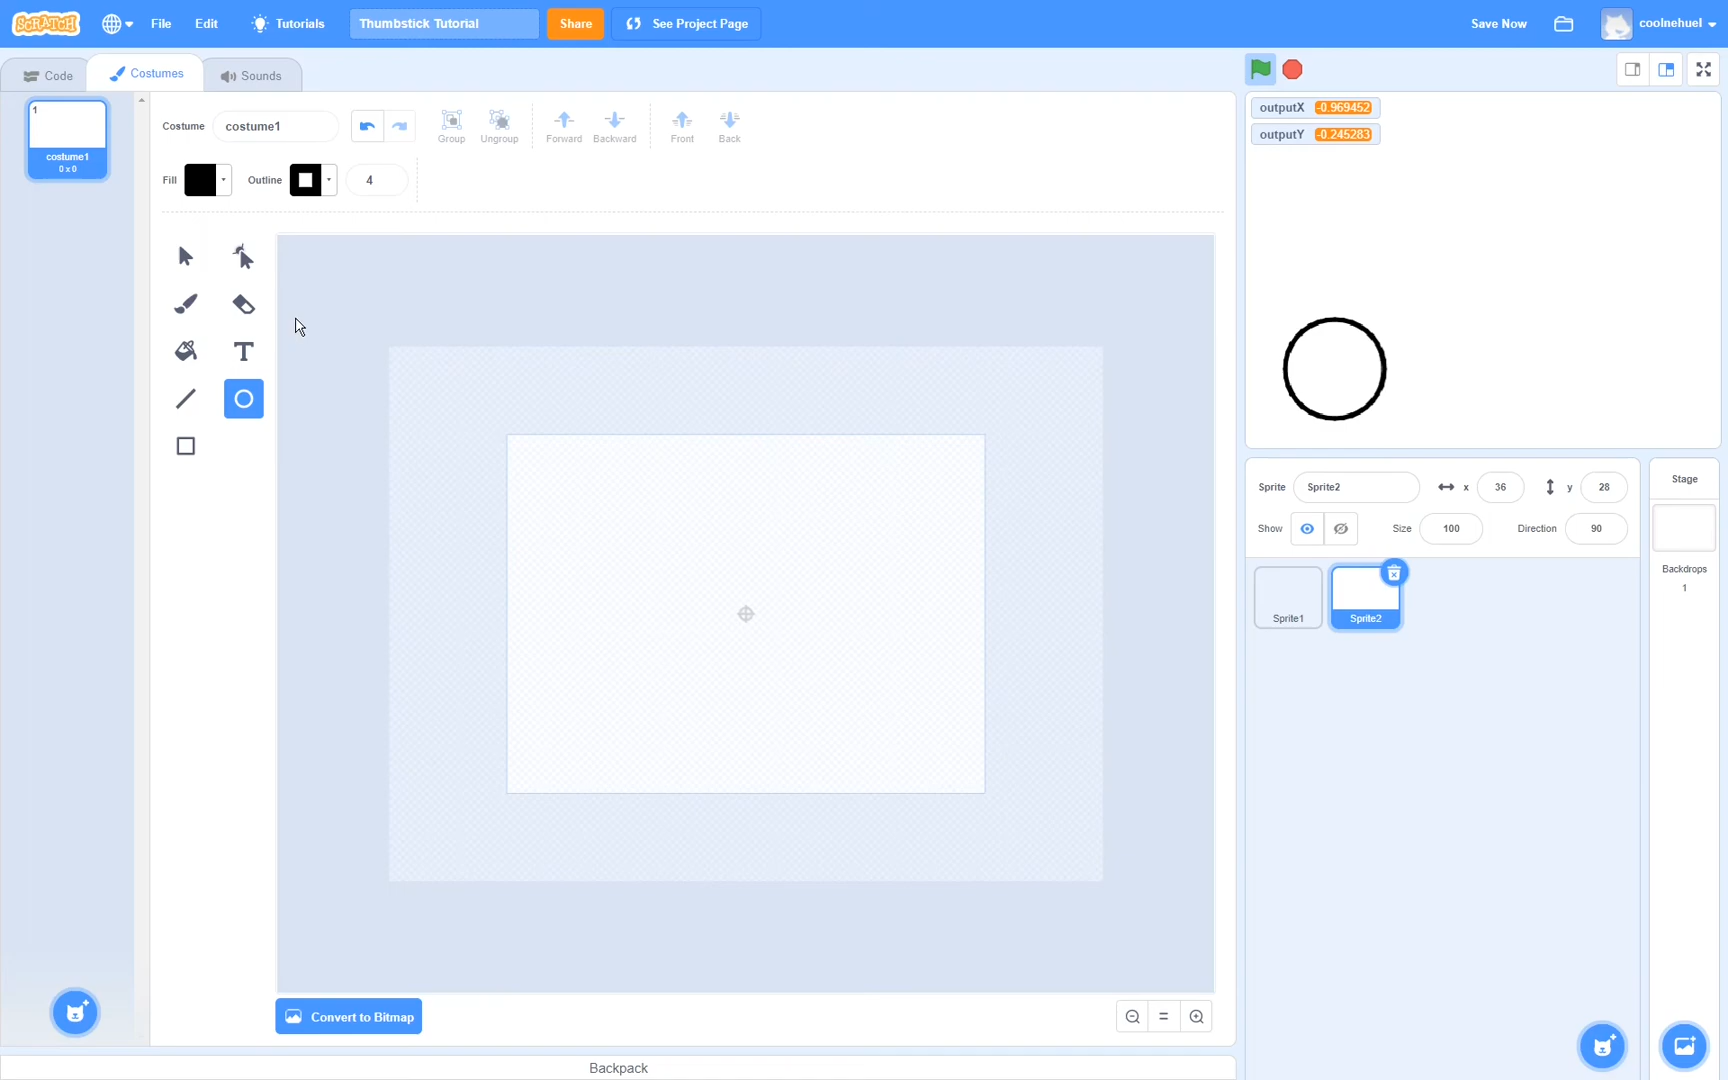 SCRATCH File Edit Tutorials Thumbstick Tutorial Share See Project Page Save Now coolnehuel
Code Costumes Sounds
1
costume1
0 x 0
Costume costume1 Group Ungroup Forward Backward Front Back
Fill Outline 4
Convert to Bitmap
Backpack
outputX -0.969452
outputY -0.245283
Sprite Sprite2 x 36 y 28
Show Size 100 Direction 90
Sprite1 Sprite2
Stage
Backdrops
1